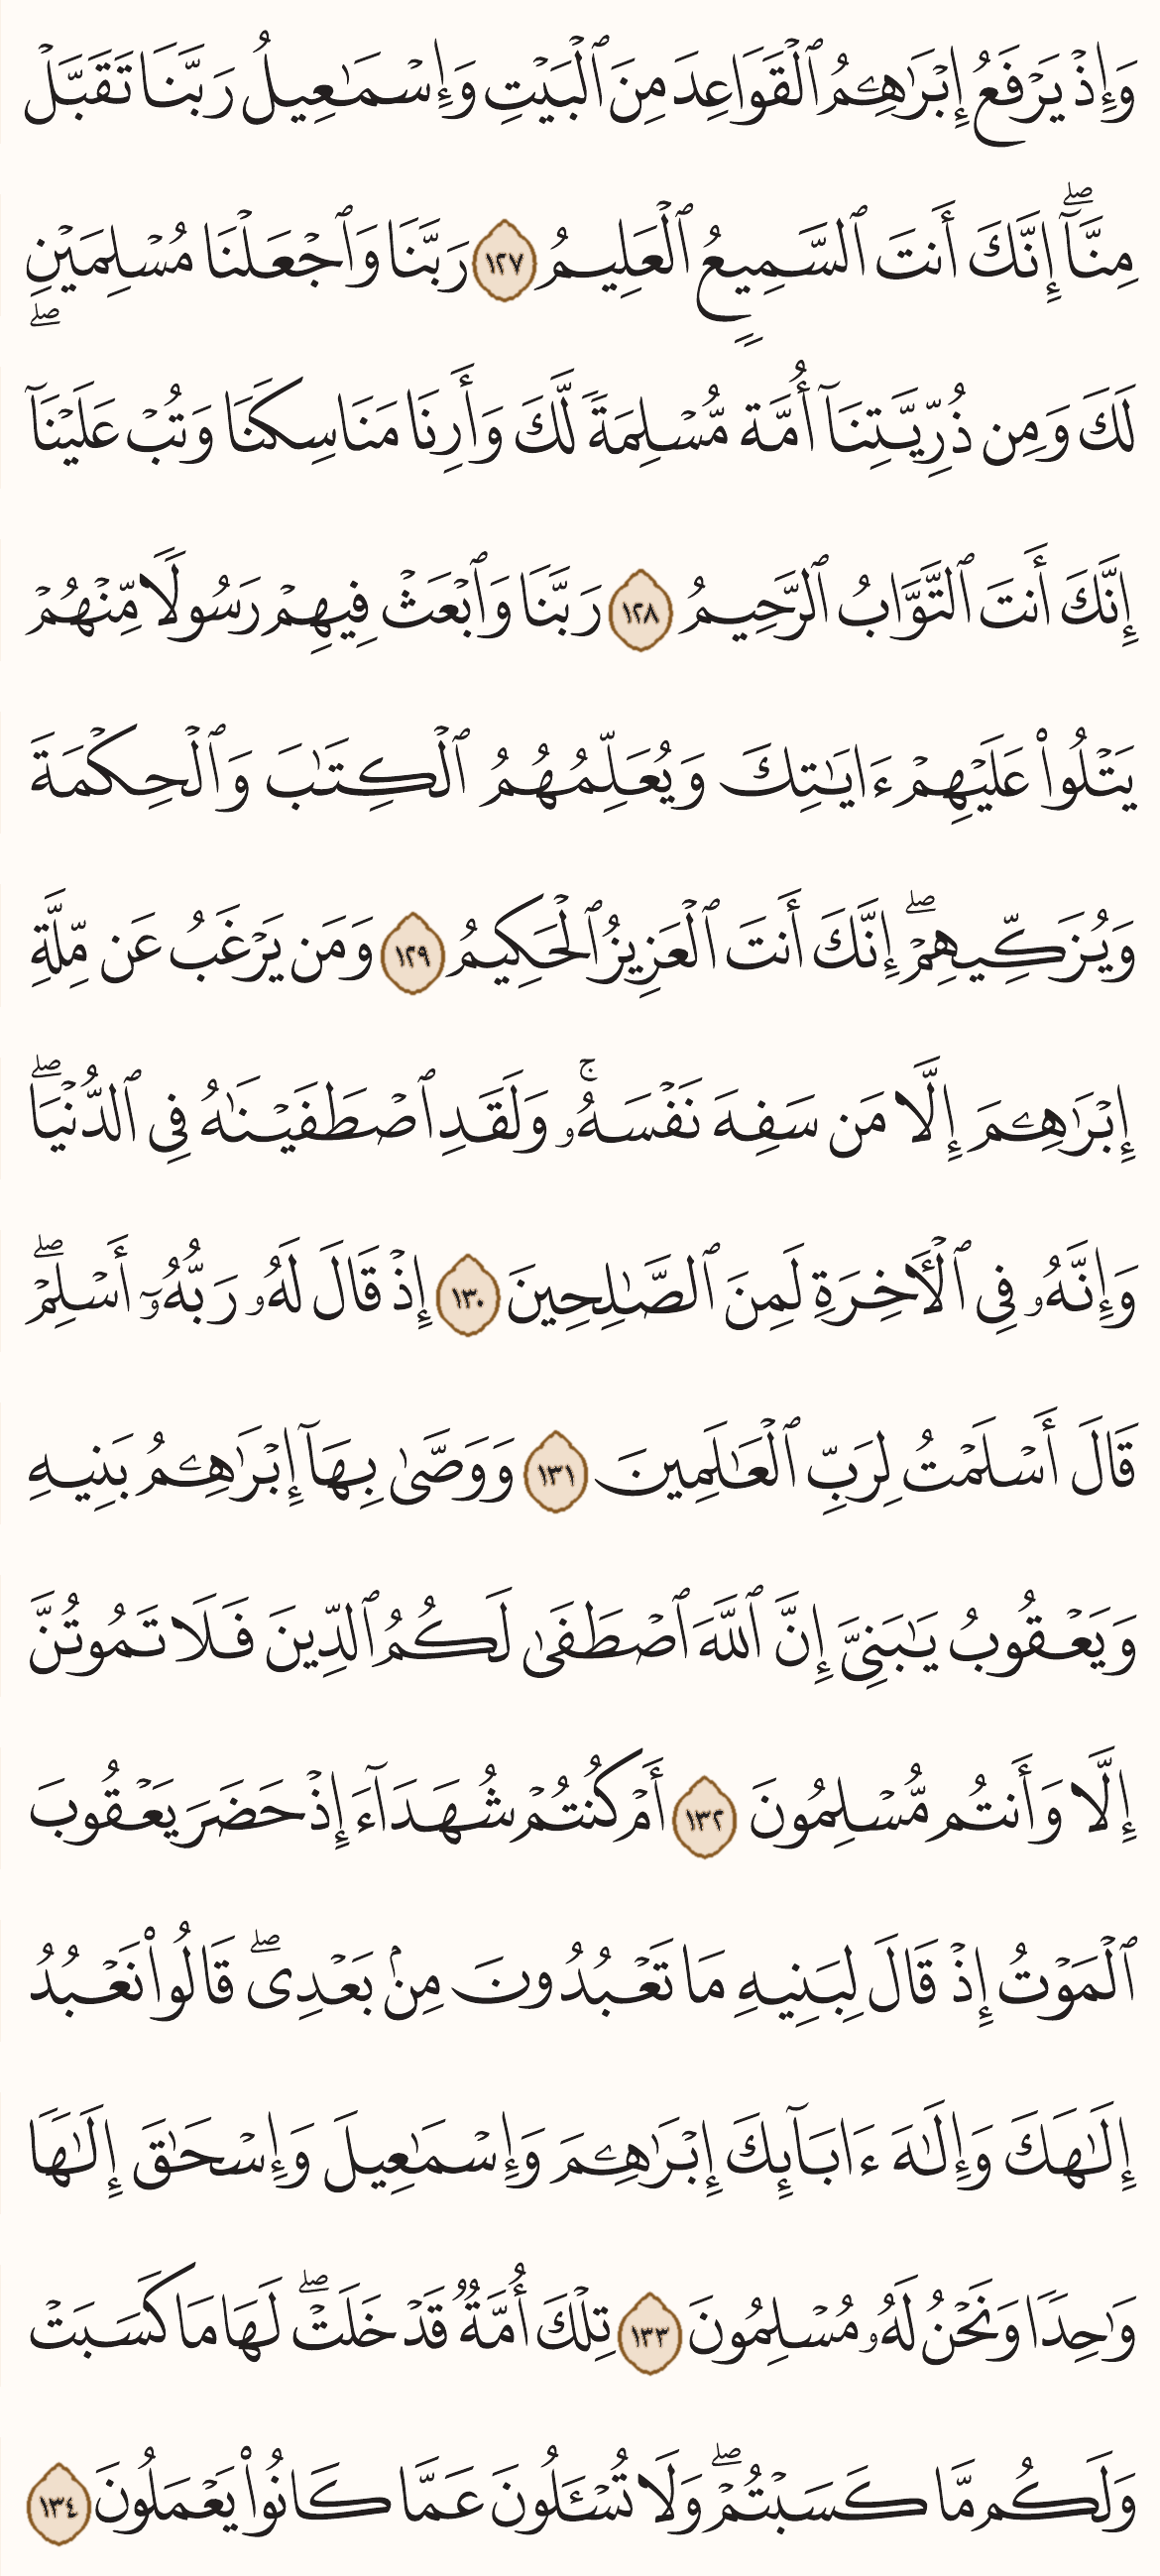 وَإِذۡ يَرۡفَعُ إِبۡرَٰهِـۧمُ ٱلۡقَوَاعِدَ مِنَ ٱلۡبَيۡتِ وَإِسۡمَٰعِيلُ رَبَّنَا تَقَبَّلۡ
مِنَّآۖ إِنَّكَ أَنتَ ٱلسَّمِيعُ ٱلۡعَلِيمُ ١٢٧ رَبَّنَا وَٱجۡعَلۡنَا مُسۡلِمَيۡنِ
لَكَ وَمِن ذُرِّيَّتِنَآ أُمَّةٗ مُّسۡلِمَةٗ لَّكَ وَأَرِنَا مَنَاسِكَنَا وَتُبۡ عَلَيۡنَآۖ
إِنَّكَ أَنتَ ٱلتَّوَّابُ ٱلرَّحِيمُ ١٢٨ رَبَّنَا وَٱبۡعَثۡ فِيهِمۡ رَسُولٗا مِّنۡهُمۡ
يَتۡلُواْ عَلَيۡهِمۡ ءَايَٰتِكَ وَيُعَلِّمُهُمُ ٱلۡكِتَٰبَ وَٱلۡحِكۡمَةَ
وَيُزَكِّيهِمۡۖ إِنَّكَ أَنتَ ٱلۡعَزِيزُ ٱلۡحَكِيمُ ١٢٩ وَمَن يَرۡغَبُ عَن مِّلَّةِ
إِبۡرَٰهِـۧمَ إِلَّا مَن سَفِهَ نَفۡسَهُۥۚ وَلَقَدِ ٱصۡطَفَيۡنَٰهُ فِي ٱلدُّنۡيَاۖ
وَإِنَّهُۥ فِي ٱلۡأٓخِرَةِ لَمِنَ ٱلصَّٰلِحِينَ ١٣٠ إِذۡ قَالَ لَهُۥ رَبُّهُۥٓ أَسۡلِمۡۖ
قَالَ أَسۡلَمۡتُ لِرَبِّ ٱلۡعَٰلَمِينَ ١٣١ وَوَصَّىٰ بِهَآ إِبۡرَٰهِـۧمُ بَنِيهِ
وَيَعۡقُوبُ يَٰبَنِيَّ إِنَّ ٱللَّهَ ٱصۡطَفَىٰ لَكُمُ ٱلدِّينَ فَلَا تَمُوتُنَّ
إِلَّا وَأَنتُم مُّسۡلِمُونَ ١٣٢ أَمۡ كُنتُمۡ شُهَدَآءَ إِذۡ حَضَرَ يَعۡقُوبَ
ٱلۡمَوۡتُ إِذۡ قَالَ لِبَنِيهِ مَا تَعۡبُدُونَ مِنۢ بَعۡدِيۖ قَالُواْ نَعۡبُدُ
إِلَٰهَكَ وَإِلَٰهَ ءَابَآئِكَ إِبۡرَٰهِـۧمَ وَإِسۡمَٰعِيلَ وَإِسۡحَٰقَ إِلَٰهٗا
وَٰحِدٗا وَنَحۡنُ لَهُۥ مُسۡلِمُونَ ١٣٣ تِلۡكَ أُمَّةٞ قَدۡ خَلَتۡۖ لَهَا مَا كَسَبَتۡ
وَلَكُم مَّا كَسَبۡتُمۡۖ وَلَا تُسۡـَٔلُونَ عَمَّا كَانُواْ يَعۡمَلُونَ ١٣٤